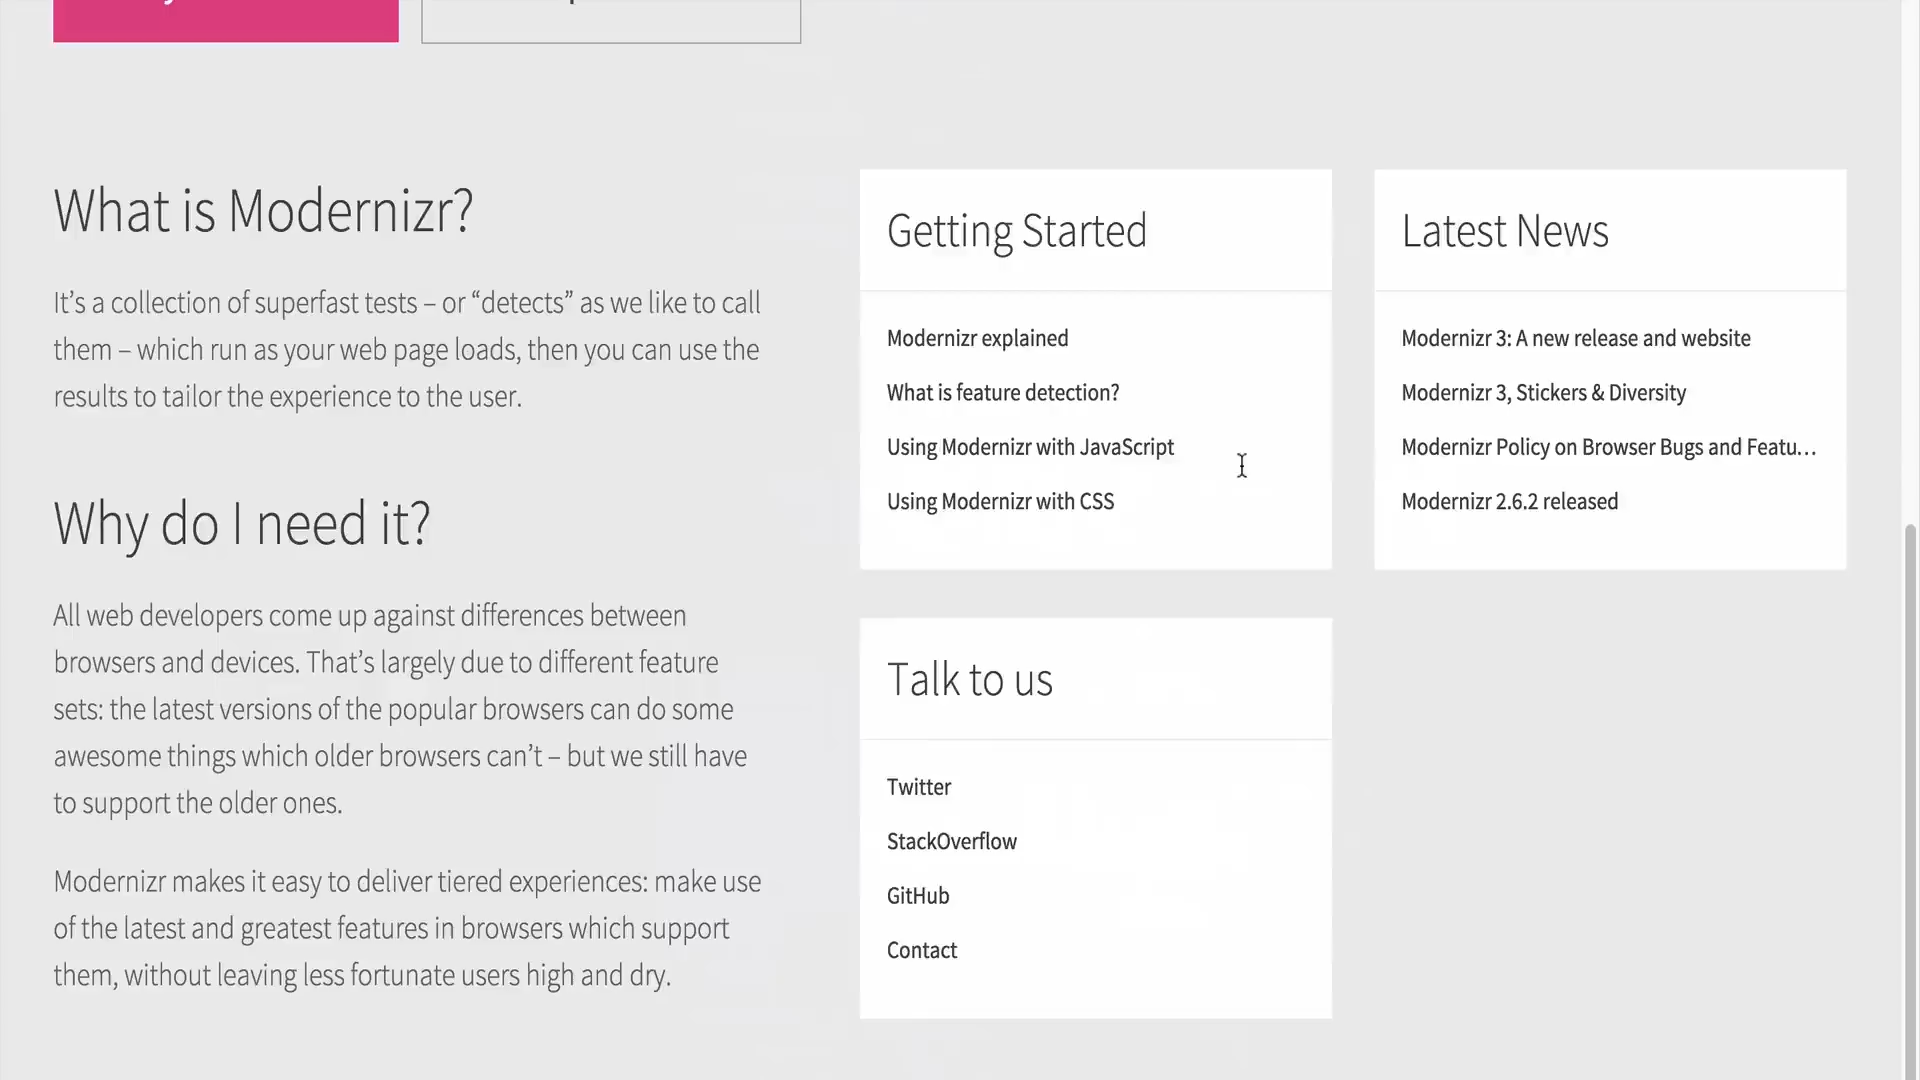 What is Modernizr?
It’s a collection of superfast tests – or “detects” as we like to call
them – which run as your web page loads, then you can use the
results to tailor the experience to the user.
Why do I need it?
All web developers come up against differences between
browsers and devices. That’s largely due to different feature
sets: the latest versions of the popular browsers can do some
awesome things which older browsers can’t – but we still have
to support the older ones.
Modernizr makes it easy to deliver tiered experiences: make use
of the latest and greatest features in browsers which support
them, without leaving less fortunate users high and dry.
Getting Started
Modernizr explained
What is feature detection?
Using Modernizr with JavaScript
Using Modernizr with CSS
Latest News
Modernizr 3: A new release and website
Modernizr 3, Stickers & Diversity
Modernizr Policy on Browser Bugs and Featu...
Modernizr 2.6.2 released
Talk to us
Twitter
StackOverflow
GitHub
Contact